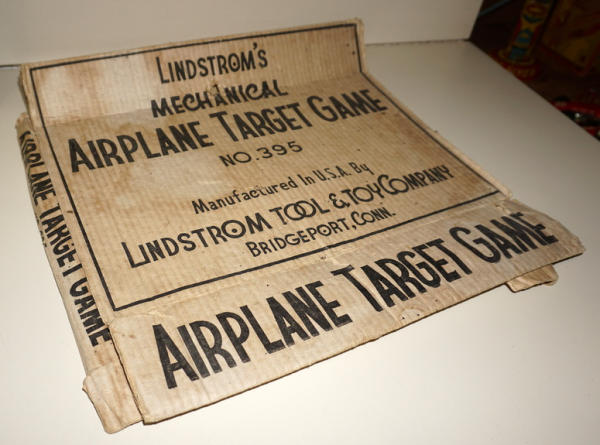 LINDSTROM'S
MECHANICAL
AIRPLANE TARGET GAME
NO. 395
Manufactured In U.S.A. By
LINDSTROM TOOL & TOY COMPANY
BRIDGEPORT, CONN.
AIRPLANE TARGET GAME
AIRPLANE TARGET GAME